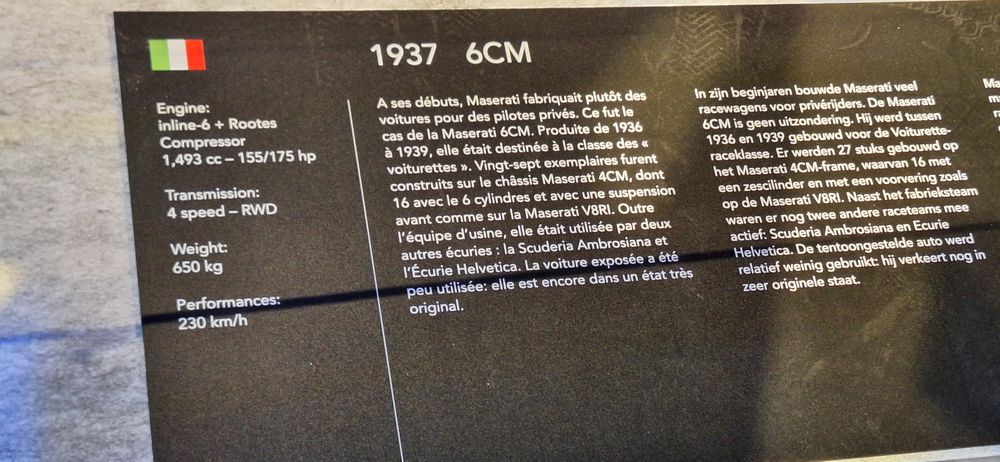 1937 6CM
Engine:
inline-6 + Rootes
Compressor
1,493 cc – 155/175 hp
Transmission:
4 speed – RWD
Weight:
650 kg
Performances:
230 km/h
A ses débuts, Maserati fabriquait plutôt des
voitures pour des pilotes privés. Ce fut le
cas de la Maserati 6CM. Produite de 1936
à 1939, elle était destinée à la classe des «
voiturettes ». Vingt-sept exemplaires furent
construits sur le châssis Maserati 4CM, dont
16 avec le 6 cylindres et avec une suspension
avant comme sur la Maserati V8RI. Outre
l'équipe d'usine, elle était utilisée par deux
autres écuries : la Scuderia Ambrosiana et
l'Écurie Helvetica. La voiture exposée a été
peu utilisée: elle est encore dans un état très
original.
In zijn beginjaren bouwde Maserati veel
racewagens voor privérijders. De Maserati
6CM is geen uitzondering. Hij werd tussen
1936 en 1939 gebouwd voor de Voiturette-
raceklasse. Er werden 27 stuks gebouwd op
het Maserati 4CM-frame, waarvan 16 met
een zescilinder en met een voorvering zoals
op de Maserati V8RI. Naast het fabrieksteam
waren er nog twee andere raceteams mee
actief: Scuderia Ambrosiana en Ecurie
Helvetica. De tentoongestelde auto werd
relatief weinig gebruikt: hij verkeert nog in
zeer originele staat.